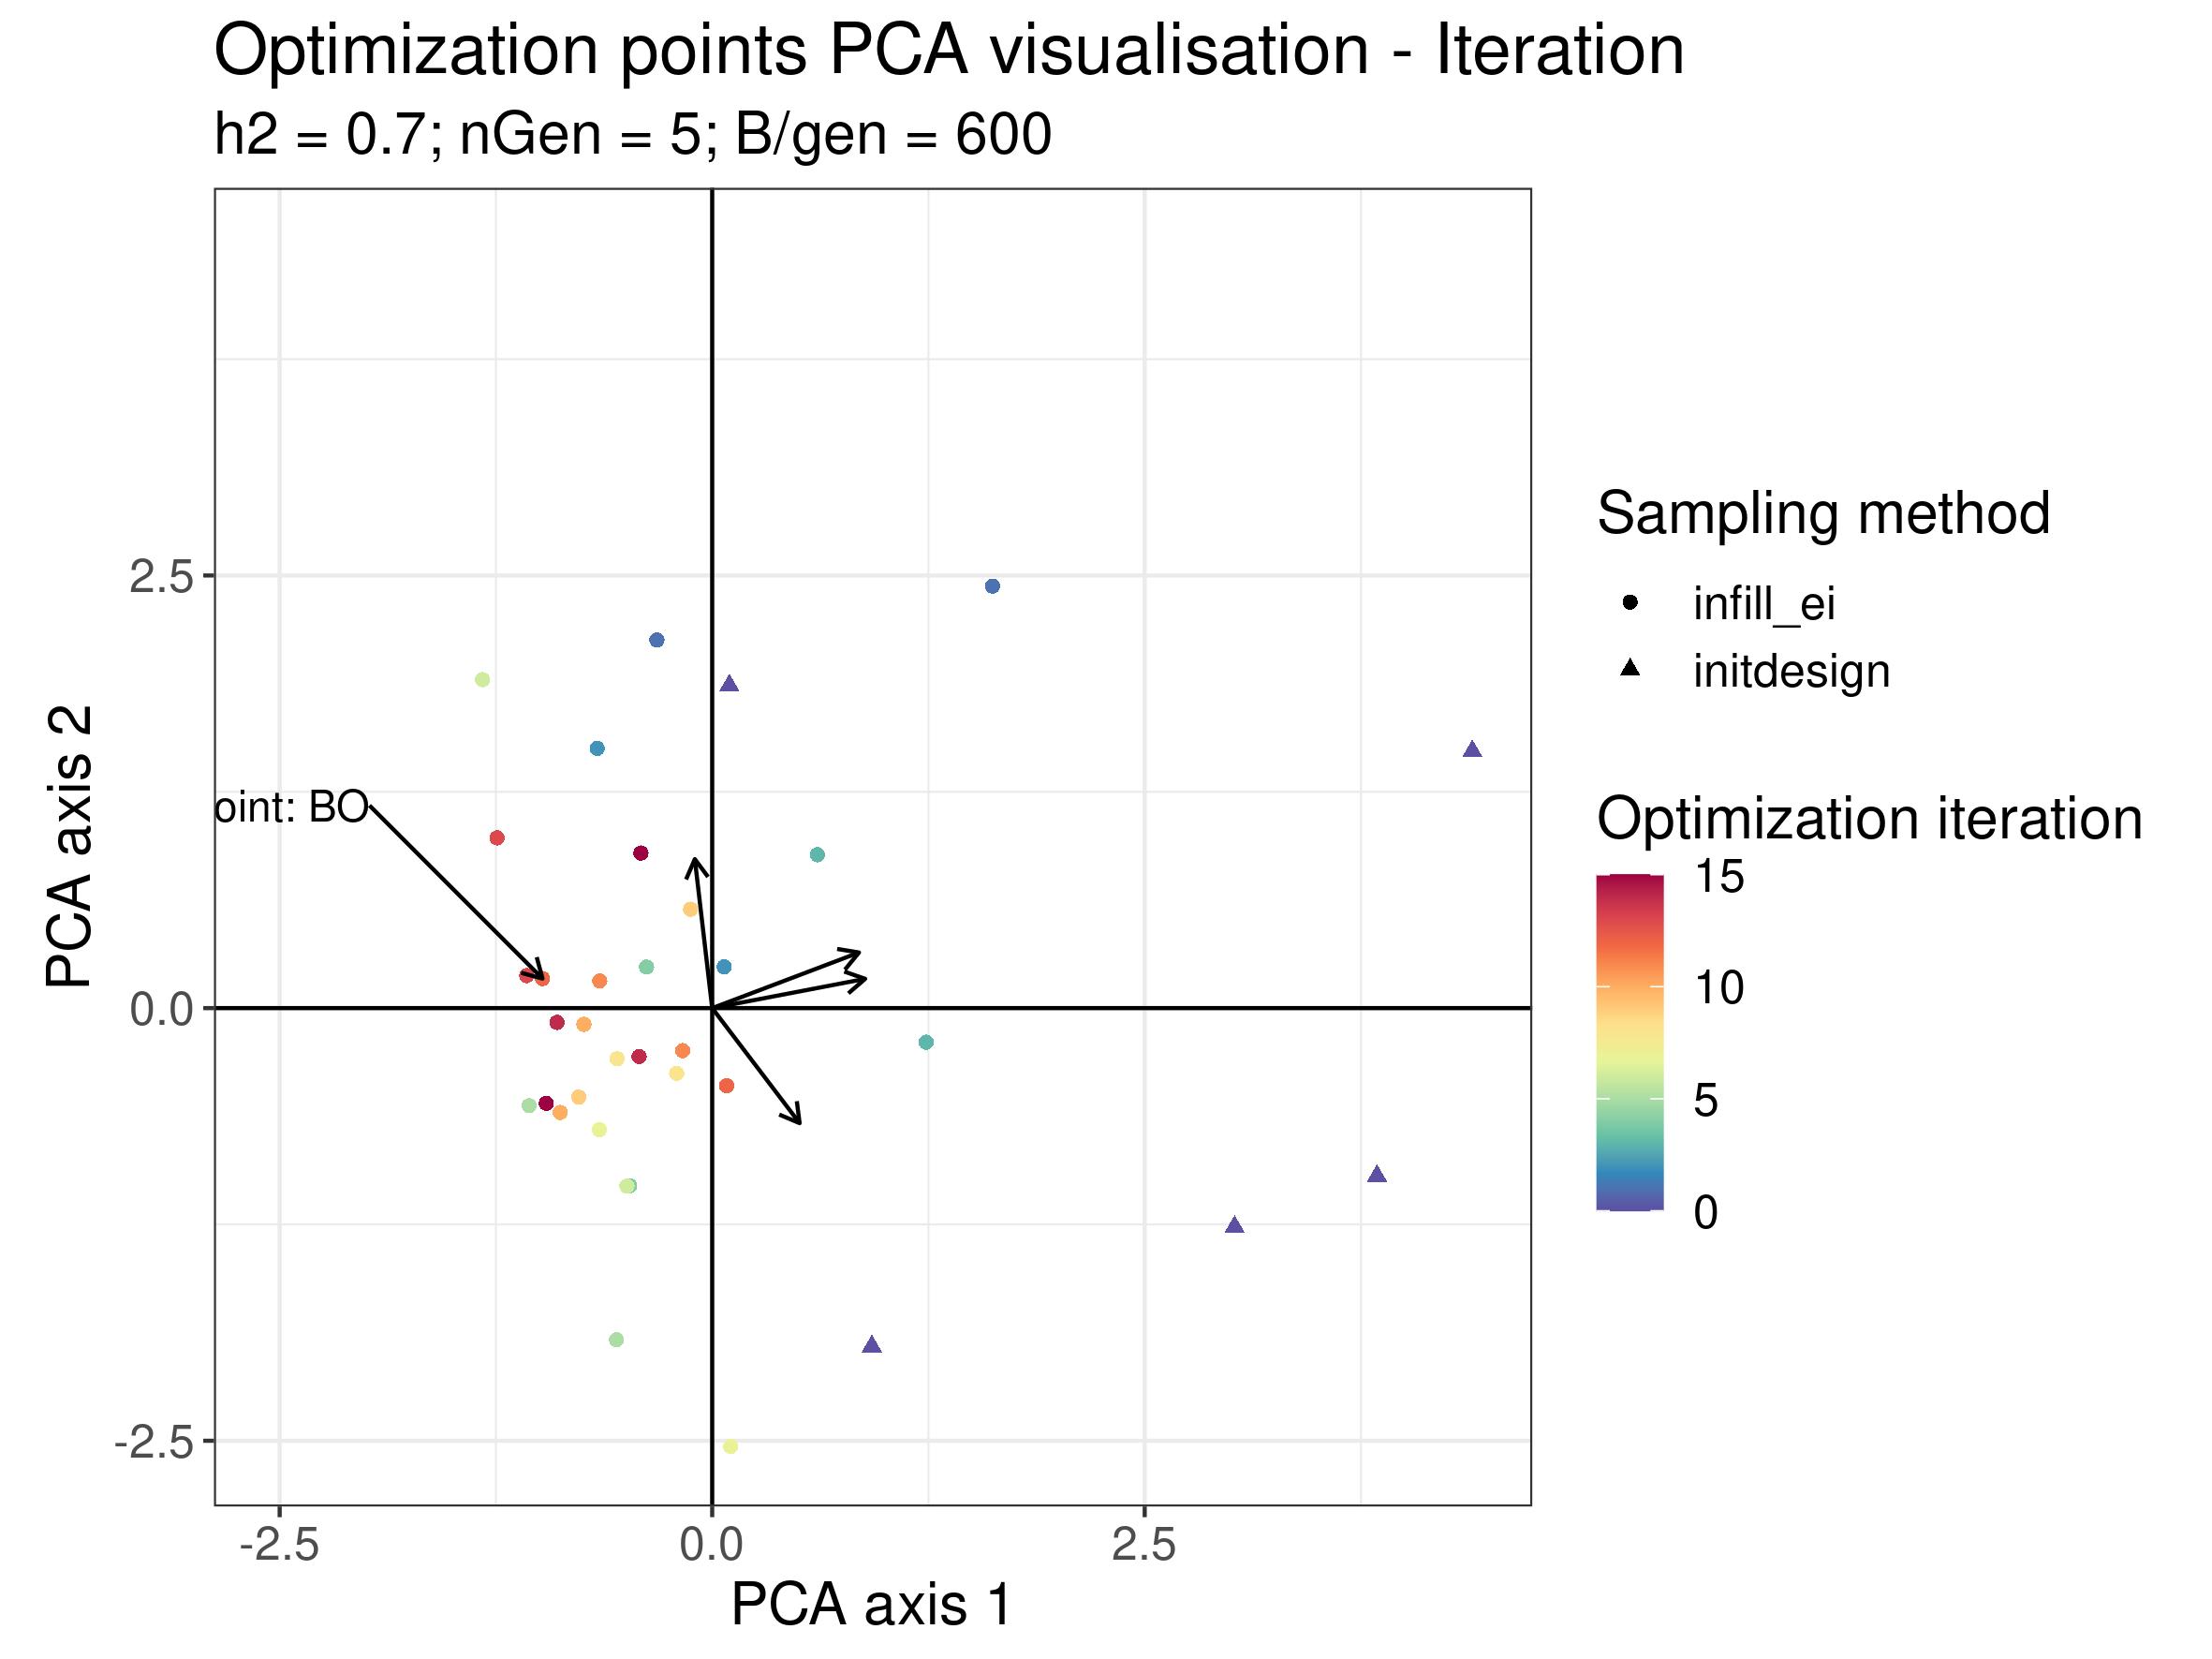 Optimization points PCA visualisation - Iteration
h2 = 0.7; nGen = 5; B/gen = 600
PCA axis 2
2.5
0.0
-2.5
oint: BO
-2.5
0.0
2.5
PCA axis 1
Sampling method
infill_ei
initdesign
Optimization iteration
15
10
5
0